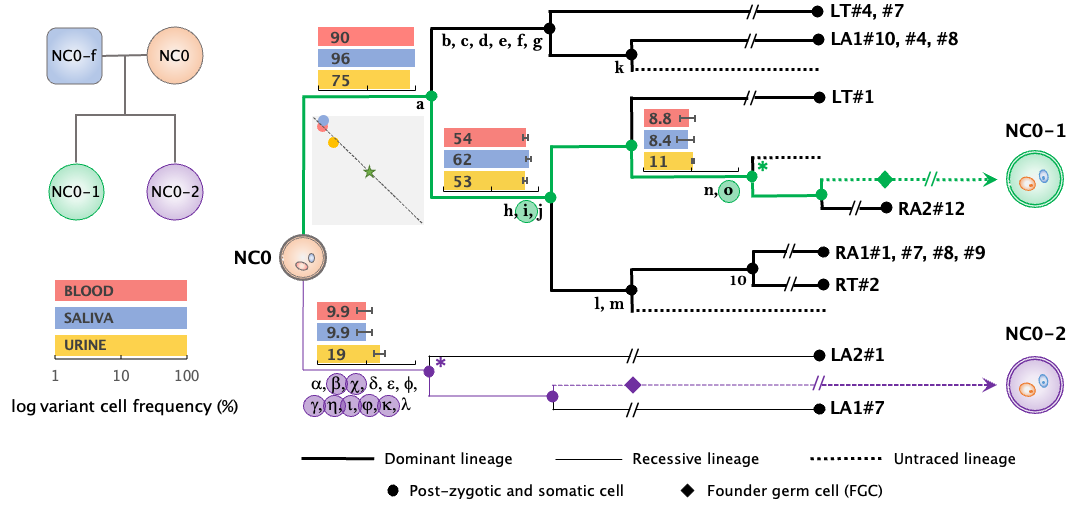 NC0-f
NC0
NC0-1
NC0-2
BLOOD
SALIVA
URINE
1
10
100
log variant cell frequency (%)
NC0
90
96
75
a
b, c, d, e, f, g
k
LT#4, #7
LA1#10, #4, #8
54
62
53
h, i, j
LT#1
8.8
8.4
11
n, o
*
RA2#12
NC0-1
l, m
10
RA1#1, #7, #8, #9
RT#2
9.9
9.9
19
*
α, β, χ, δ, ε, ϕ,
γ, η, ι, φ, κ, λ
LA2#1
LA1#7
NC0-2
Dominant lineage
Recessive lineage
Untraced lineage
Post-zygotic and somatic cell
Founder germ cell (FGC)